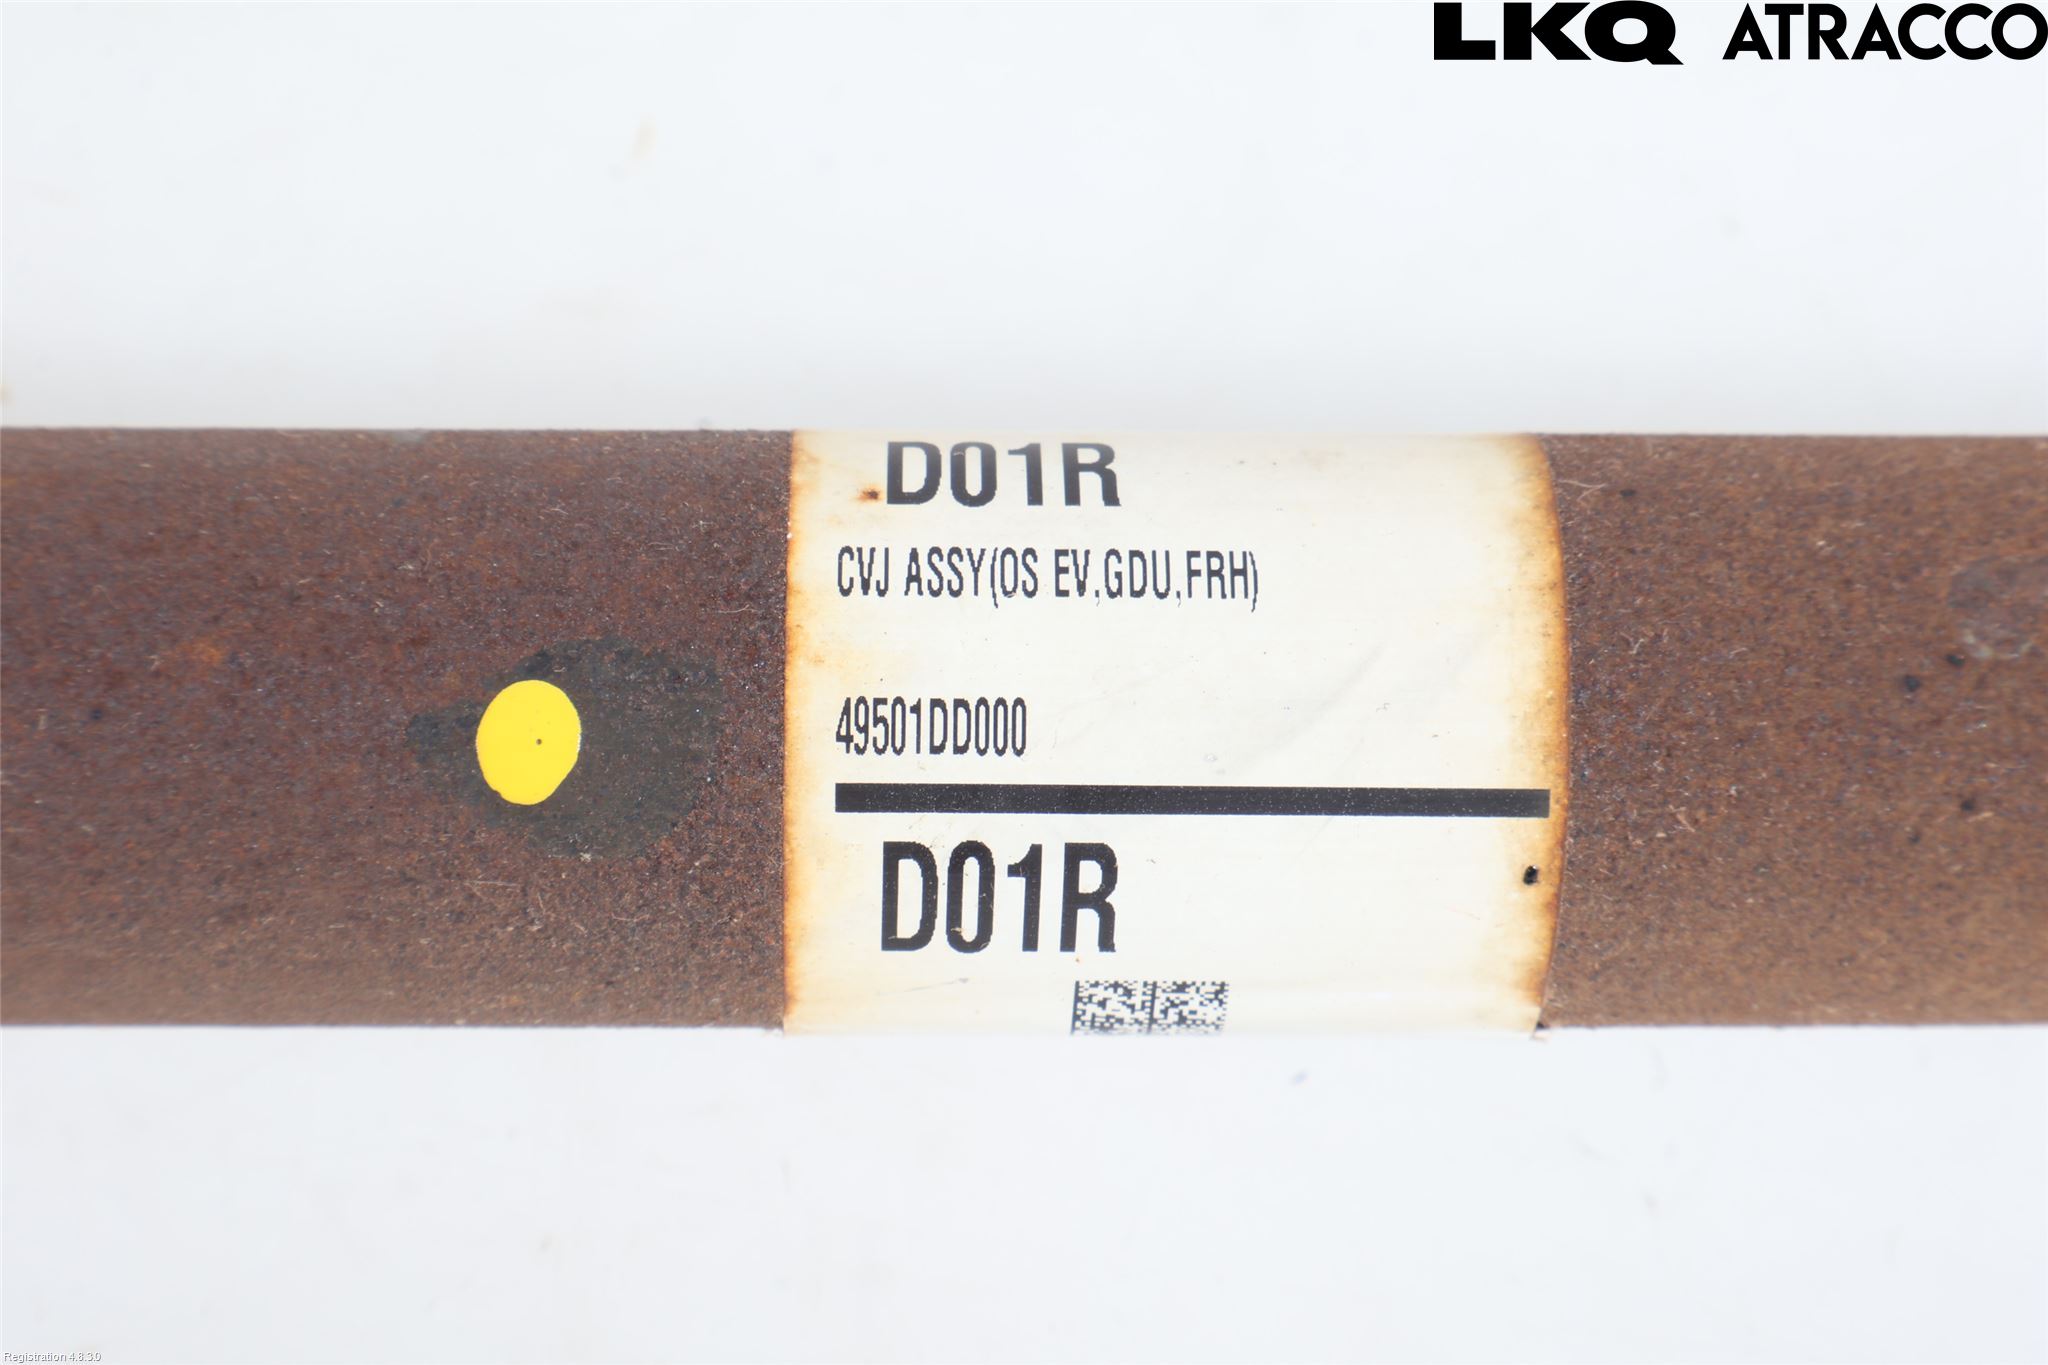 LKQ ATRACCO
D01R
CVJ ASSY(OS EV,GDU,FRH)
49501DD000
D01R
Registration 4.8.3.0